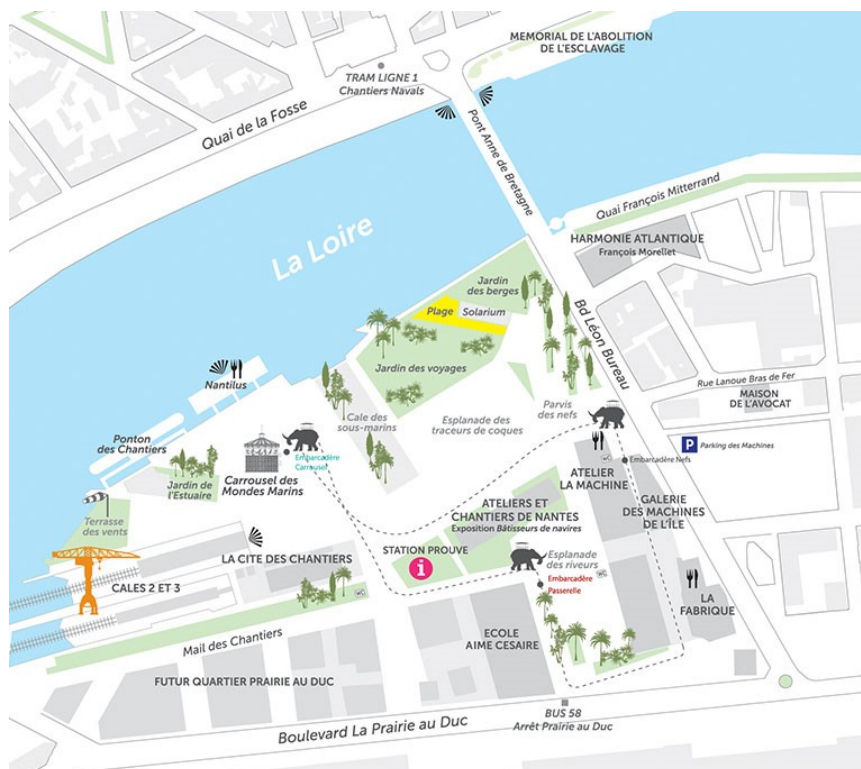 MEMORIAL DE L'ABOLITION
DE L'ESCLAVAGE
TRAM LIGNE 1
Chantiers Navals
Quai de la Fosse
Pont Anne de Bretagne
Quai François Mitterrand
La Loire
HARMONIE ATLANTIQUE
François Morellet
Jardin
des berges
Plage
Solarium
Bd Léon Bureau
Jardin des voyages
Nantilus
Rue Lanoue Bras de Fer
MAISON
DE L'AVOCAT
Parvis
des nefs
Cale des
sous-marins
Esplanade des
traceurs de coques
Ponton
des Chantiers
P
Parking des Machines
Embarcadère
Carrousel
Carrousel des
Mondes Marins
WC
Embarcadère Nefs
ATELIER
LA MACHINE
Jardin de
l'Estuaire
GALERIE
DES MACHINES
DE L'ÎLE
ATELIERS ET
CHANTIERS DE NANTES
Exposition Bâtisseurs de navires
Terrasse
des vents
STATION PROUVE
i
Esplanade
des riveurs
LA CITE DES CHANTIERS
WC
Embarcadère
Passerelle
CALES 2 ET 3
WC
LA
FABRIQUE
Mail des Chantiers
ECOLE
AIME CESAIRE
FUTUR QUARTIER PRAIRIE AU DUC
BUS 58
Arrêt Prairie au Duc
Boulevard La Prairie au Duc